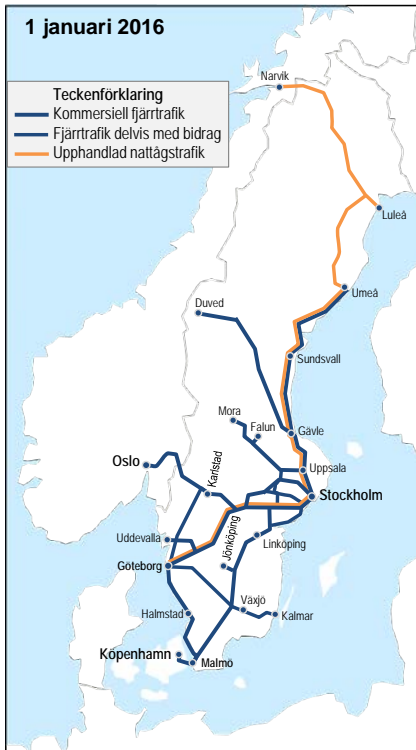 1 januari 2016
Teckenförklaring
Kommersiell fjärrtrafik
Fjärrtrafik delvis med bidrag
Upphandlad nattågstrafik
Narvik
Luleå
Umeå
Duved
Sundsvall
Mora
Falun
Gävle
Oslo
Karlstad
Uppsala
Stockholm
Uddevalla
Jönköping
Linköping
Göteborg
Halmstad
Växjö
Kalmar
Köpenhamn
Malmö